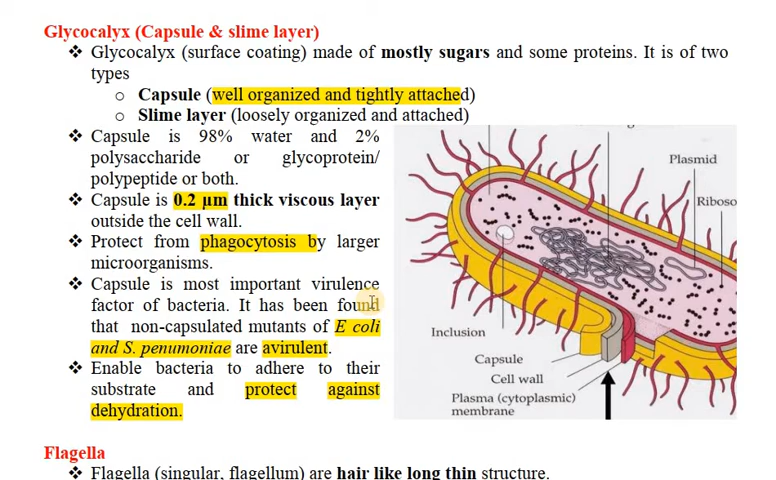 Glycocalyx (Capsule & slime layer)
❖ Glycocalyx (surface coating) made of mostly sugars and some proteins. It is of two
types
o Capsule (well organized and tightly attached)
o Slime layer (loosely organized and attached)
❖ Capsule is 98% water and 2%
polysaccharide or glycoprotein/
polypeptide or both.
❖ Capsule is 0.2 µm thick viscous layer
outside the cell wall.
❖ Protect from phagocytosis by larger
microorganisms.
❖ Capsule is most important virulence
factor of bacteria. It has been found
that non-capsulated mutants of E coli
and S. penumoniae are avirulent.
❖ Enable bacteria to adhere to their
substrate and protect against
dehydration.
Plasmid
Riboso
Inclusion
Capsule
Cell wall
Plasma (cytoplasmic)
membrane
Flagella
❖ Flagella (singular, flagellum) are hair like long thin structure.